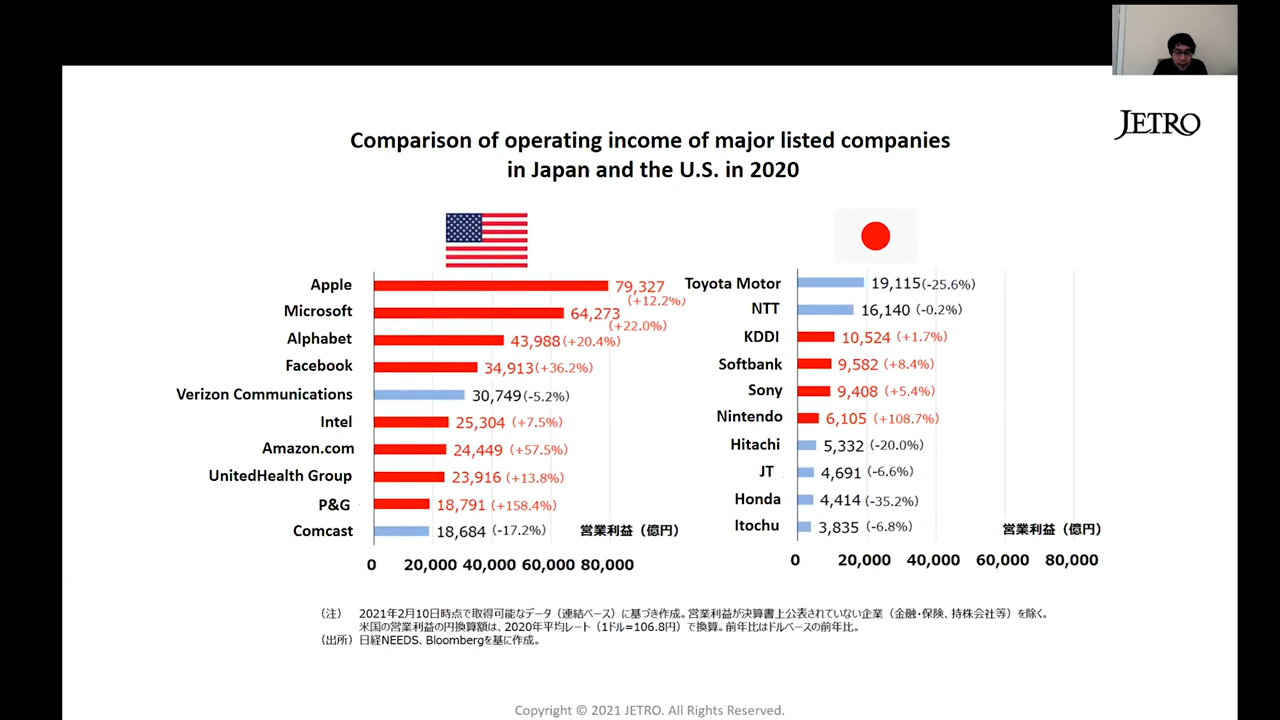 JETRO
Comparison of operating income of major listed companies
in Japan and the U.S. in 2020
Apple 79,327 (+12.2%)
Microsoft 64,273 (+22.0%)
Alphabet 43,988 (+20.4%)
Facebook 34,913 (+36.2%)
Verizon Communications 30,749 (-5.2%)
Intel 25,304 (+7.5%)
Amazon.com 24,449 (+57.5%)
UnitedHealth Group 23,916 (+13.8%)
P&G 18,791 (+158.4%)
Comcast 18,684 (-17.2%) 営業利益（億円）
0 20,000 40,000 60,000 80,000
Toyota Motor 19,115 (-25.6%)
NTT 16,140 (-0.2%)
KDDI 10,524 (+1.7%)
Softbank 9,582 (+8.4%)
Sony 9,408 (+5.4%)
Nintendo 6,105 (+108.7%)
Hitachi 5,332 (-20.0%)
JT 4,691 (-6.6%)
Honda 4,414 (-35.2%)
Itochu 3,835 (-6.8%) 営業利益（億円）
0 20,000 40,000 60,000 80,000
（注） 2021年2月10日時点で取得可能なデータ（連結ベース）に基づき作成。営業利益が決算書上公表されていない企業（金融・保険、持株会社等）を除く。
米国の営業利益の円換算額は、2020年平均レート（1ドル=106.8円）で換算。前年比はドルベースの前年比。
（出所）日経NEEDS、Bloombergを基に作成。
Copyright © 2021 JETRO. All Rights Reserved.